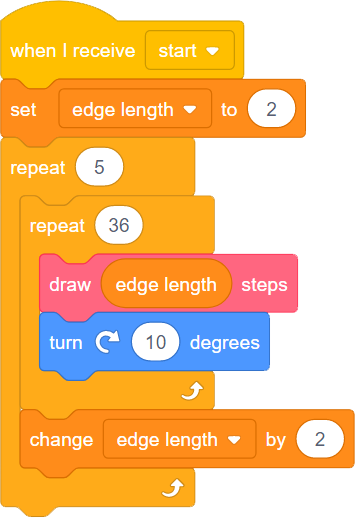 when I receive start
set edge length to 2
repeat 5
repeat 36
draw edge length steps
turn 10 degrees
change edge length by 2